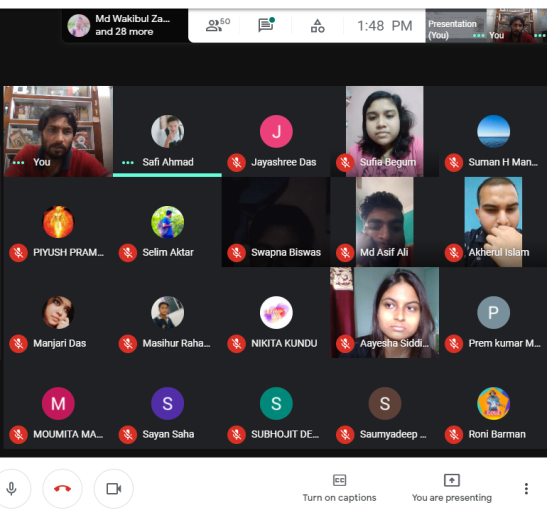 Md Wakibul Za...
and 28 more
50
1:48 PM
Presentation
(You)
You
You
Safi Ahmad
J
Jayashree Das
Sufia Begum
Suman H Man...
PIYUSH PRAM...
Selim Aktar
Swapna Biswas
Md Asif Ali
Akherul Islam
Manjari Das
Masihur Raha...
NIKITA KUNDU
Aayesha Siddi...
P
Prem kumar M...
M
MOUMITA MA...
S
Sayan Saha
S
SUBHOJIT DE...
S
Saumyadeep ...
Roni Barman
CC
Turn on captions
You are presenting